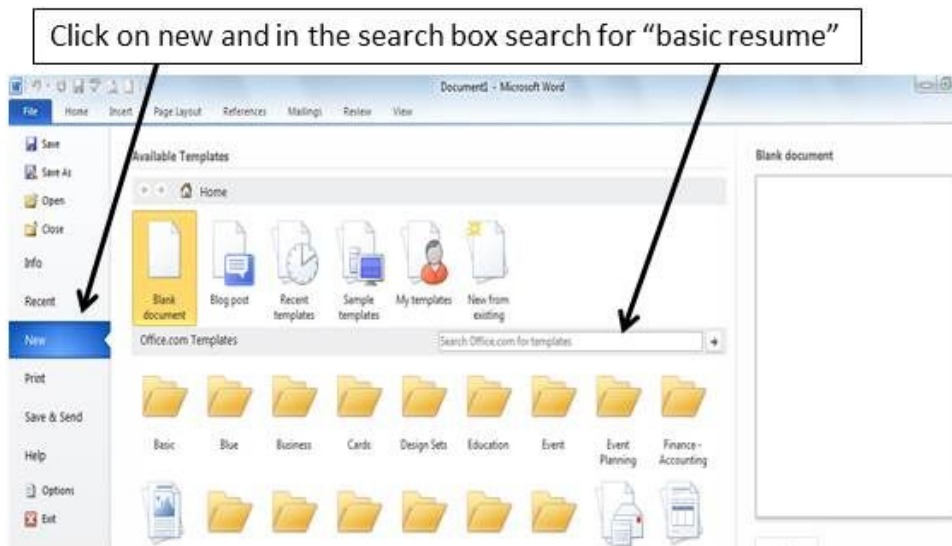 Click on new and in the search box search for “basic resume”
Document1 - Microsoft Word
File Home Insert Page Layout References Mailings Review View
Save
Save As
Open
Close
Info
Recent
New
Print
Save & Send
Help
Options
Exit
Available Templates
Home
Blank document
Blog post
Recent templates
Sample templates
My templates
New from existing
Office.com Templates
Search Office.com for templates
Basic
Blue
Business
Cards
Design Sets
Education
Event
Event Planning
Finance - Accounting
Blank document